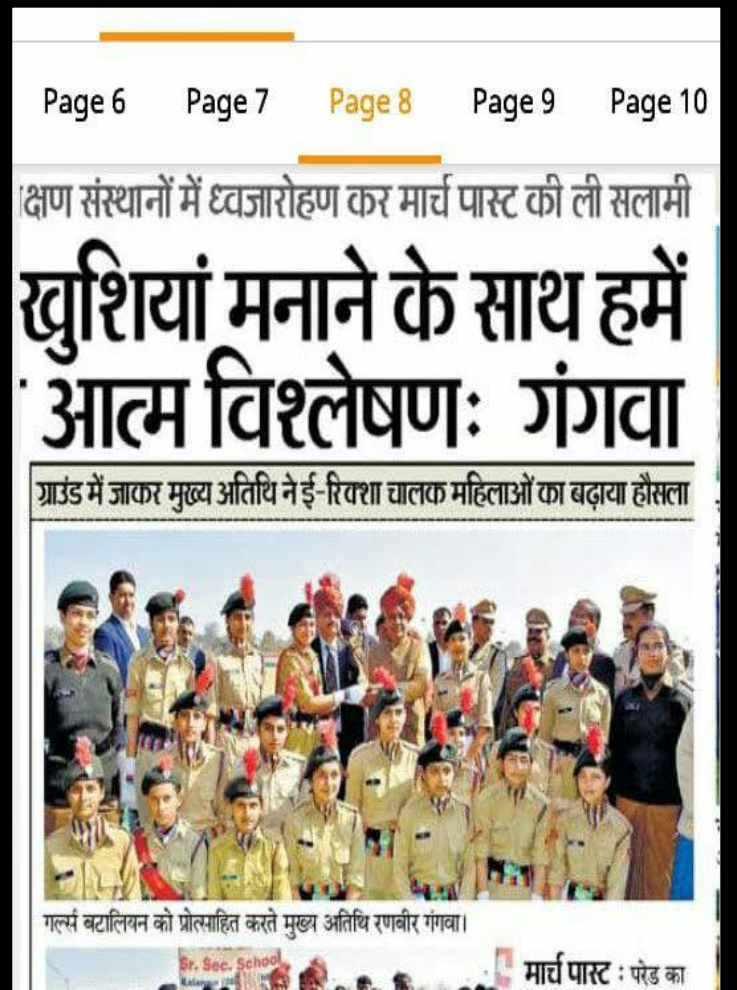 Page 6 Page 7 Page 8 Page 9 Page 10
क्षण संस्थानों में ध्वजारोहण कर मार्च पास्ट की ली सलामी
खुशियां मनाने के साथ हमें
आत्म विश्लेषणः गंगवा
ग्राउंड में जाकर मुख्य अतिथि ने ई-रिक्शा चालक महिलाओं का बढ़ाया हौसला
गर्ल्स बटालियन को प्रोत्साहित करते मुख्य अतिथि रणबीर गंगवा।
Sr. Sec. School
मार्च पास्ट : परेड का